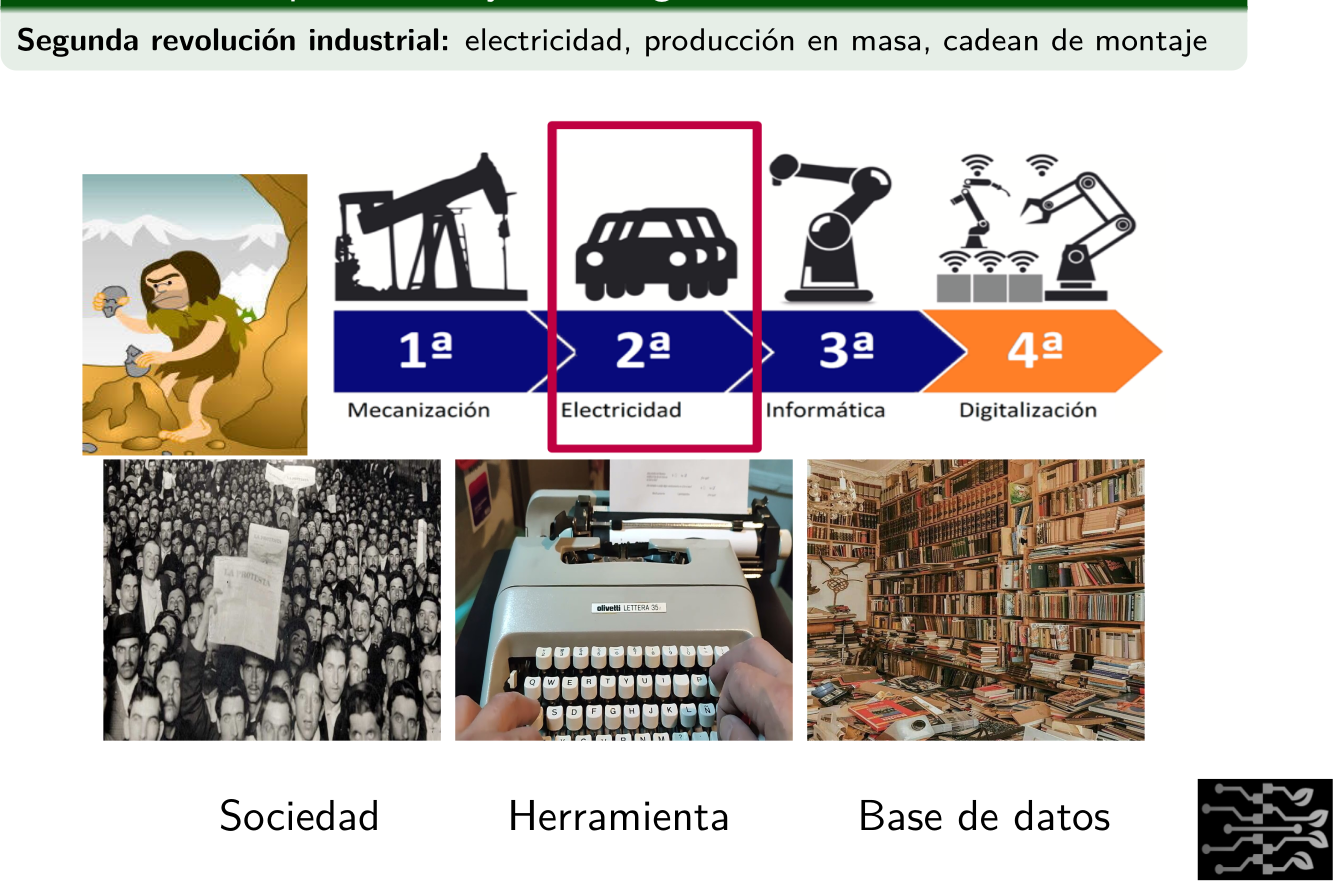 Segunda revolución industrial: electricidad, producción en masa, cadean de montaje
1ª
2ª
3ª
4ª
Mecanización
Electricidad
Informática
Digitalización
LA PROTESTA
olivetti LETTERA 35
Q W E R T Y U I P
S D F G H J K L Ñ
Sociedad
Herramienta
Base de datos